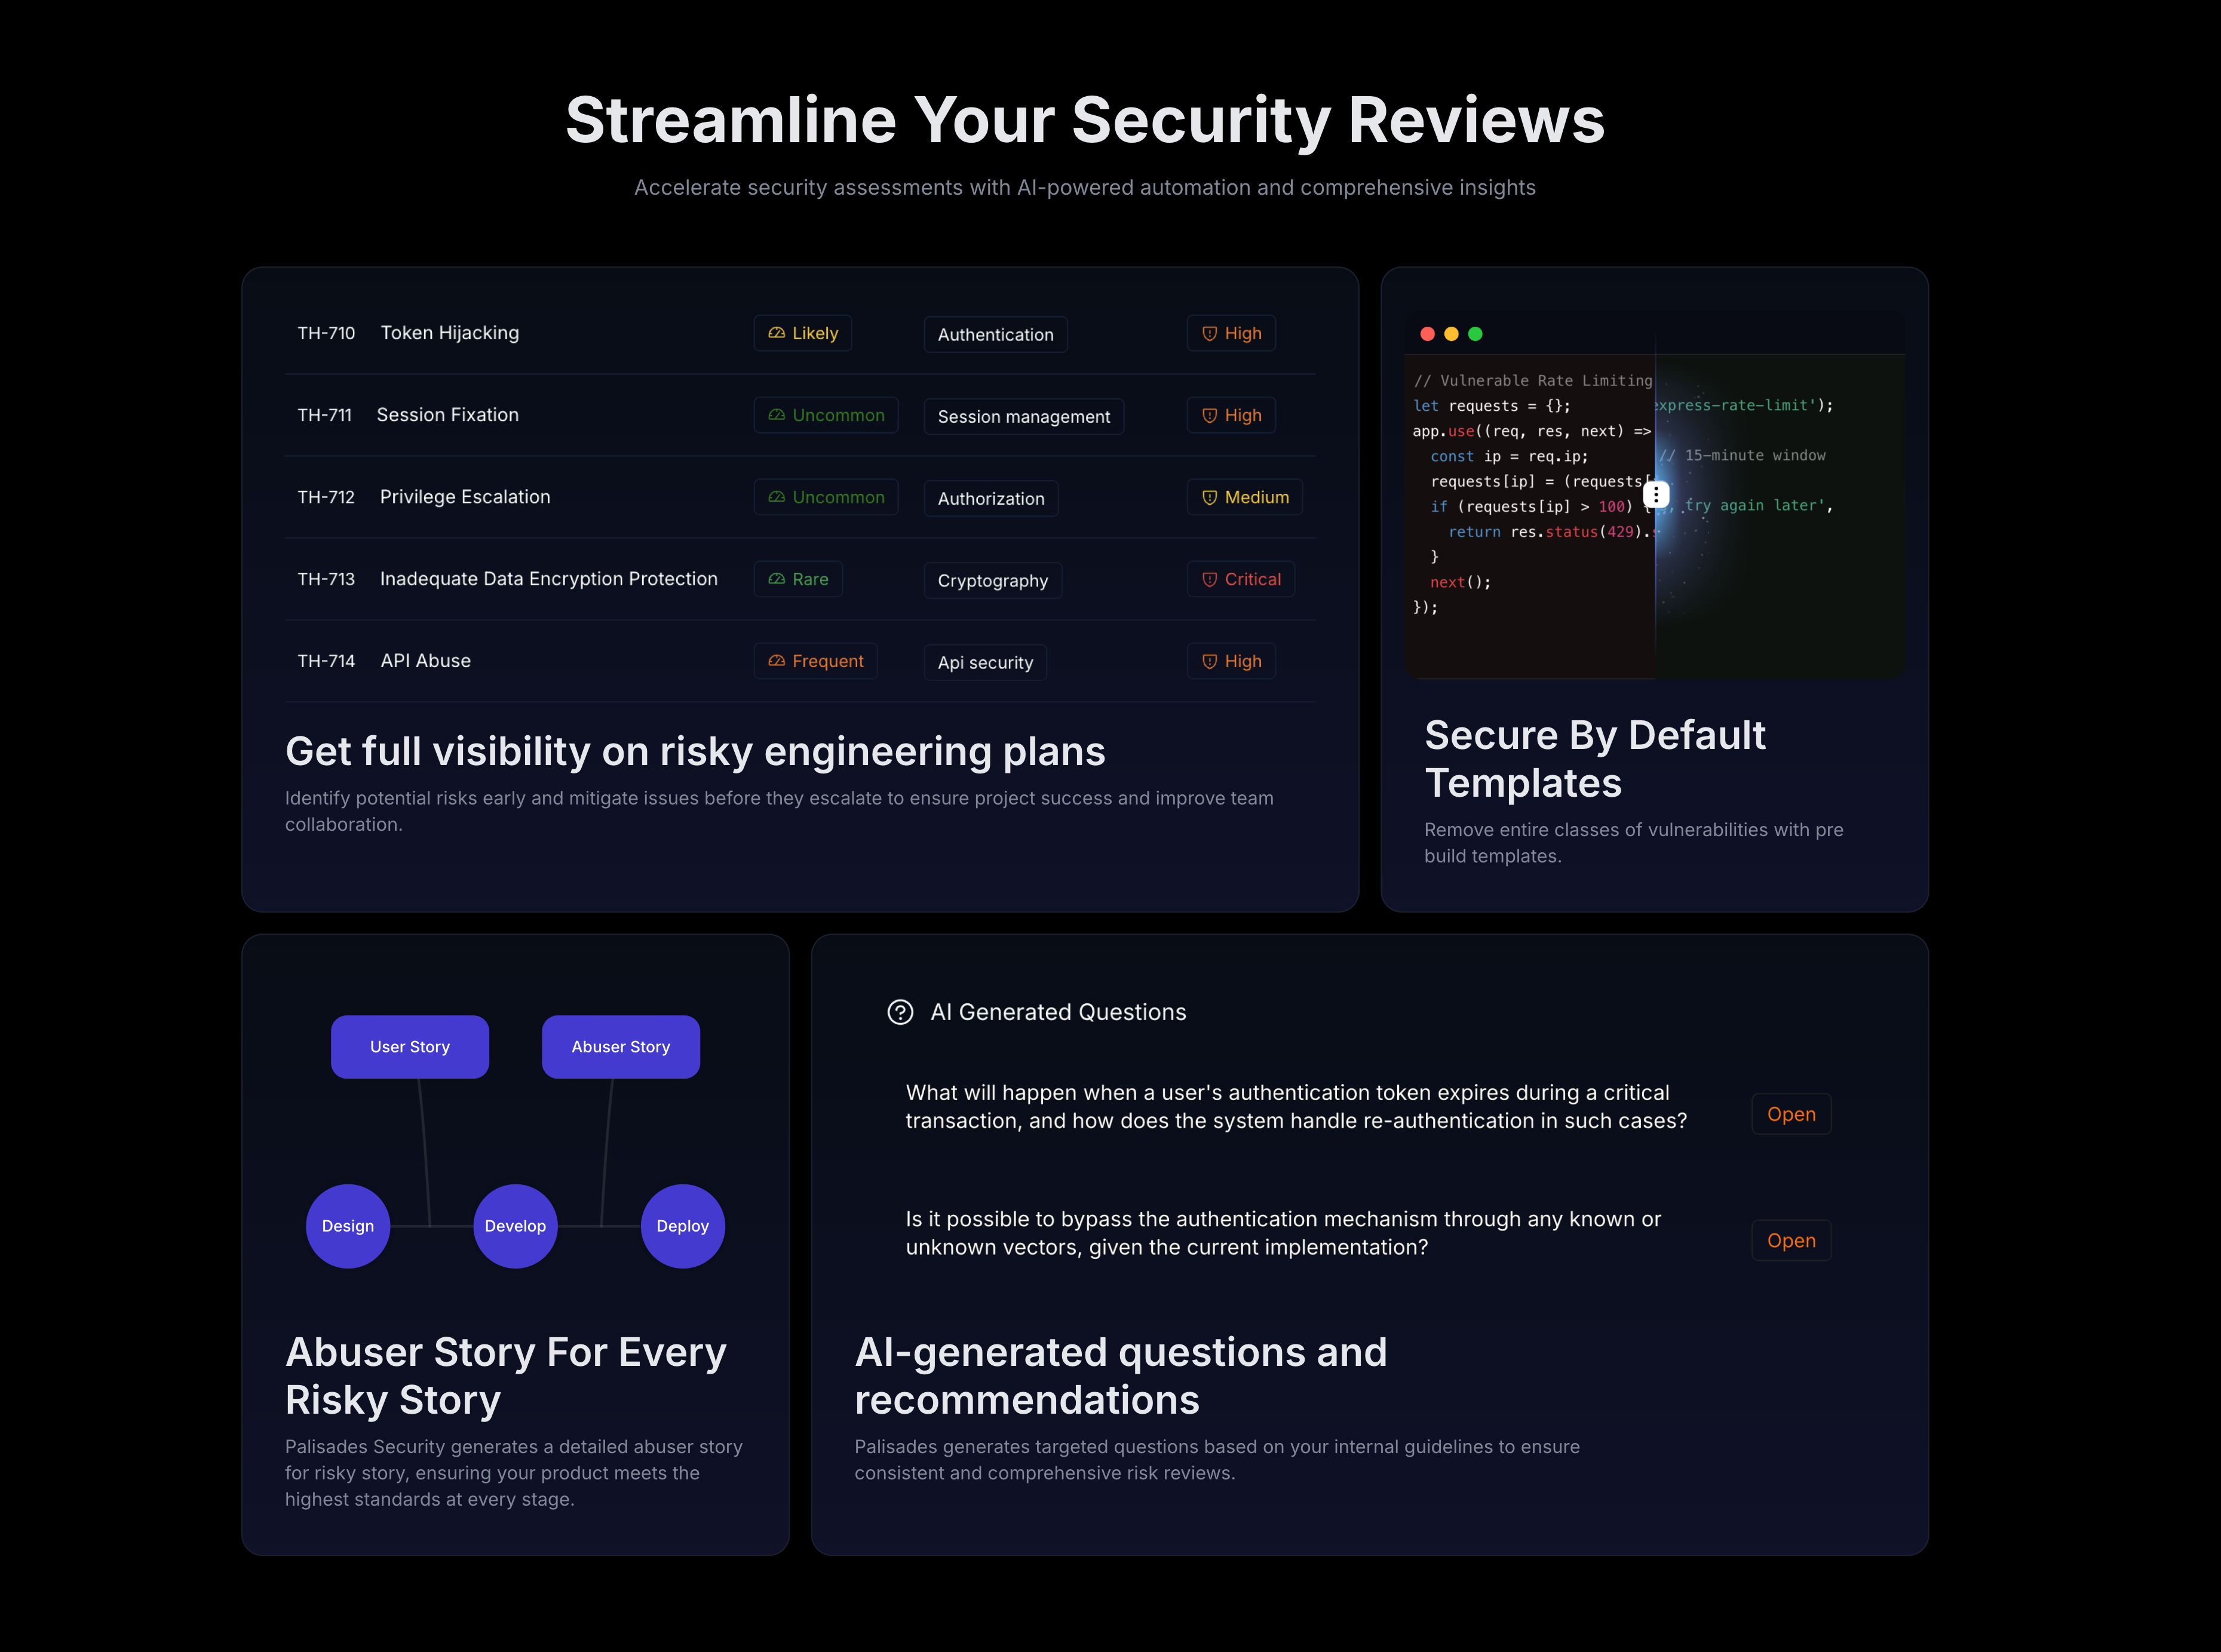 Streamline Your Security Reviews
Accelerate security assessments with AI-powered automation and comprehensive insights
TH-710 Token Hijacking Likely Authentication High
TH-711 Session Fixation Uncommon Session management High
TH-712 Privilege Escalation Uncommon Authorization Medium
TH-713 Inadequate Data Encryption Protection Rare Cryptography Critical
TH-714 API Abuse Frequent Api security High
Get full visibility on risky engineering plans
Identify potential risks early and mitigate issues before they escalate to ensure project success and improve team
collaboration.
// Vulnerable Rate Limiting
let requests = {}; express-rate-limit');
app.use((req, res, next) =>
const ip = req.ip; // 15-minute window
requests[ip] = (requests[
if (requests[ip] > 100) { try again later',
return res.status(429).
}
next();
});
Secure By Default
Templates
Remove entire classes of vulnerabilities with pre
build templates.
User Story Abuser Story
Design Develop Deploy
Abuser Story For Every
Risky Story
Palisades Security generates a detailed abuser story
for risky story, ensuring your product meets the
highest standards at every stage.
AI Generated Questions
What will happen when a user's authentication token expires during a critical
transaction, and how does the system handle re-authentication in such cases?
Open
Is it possible to bypass the authentication mechanism through any known or
unknown vectors, given the current implementation?
Open
AI-generated questions and
recommendations
Palisades generates targeted questions based on your internal guidelines to ensure
consistent and comprehensive risk reviews.